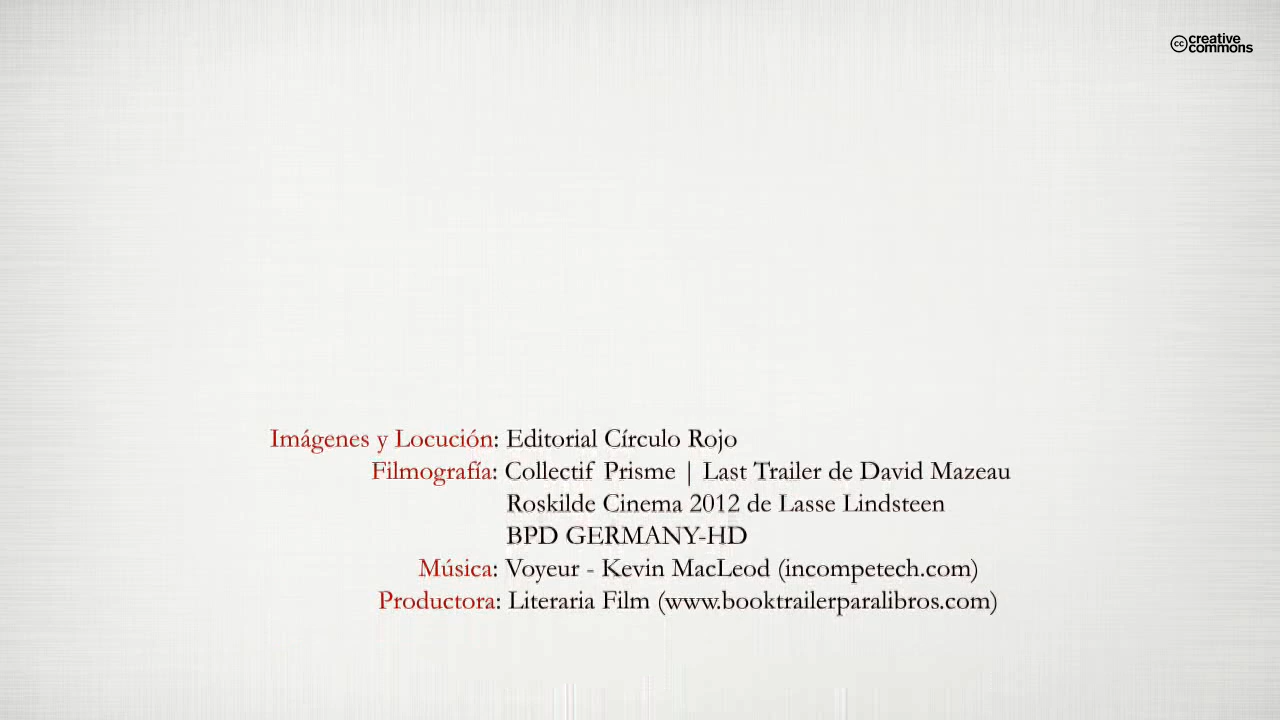 cc creative
commons
Imágenes y Locución: Editorial Círculo Rojo
Filmografía: Collectif Prisme | Last Trailer de David Mazeau
Roskilde Cinema 2012 de Lasse Lindsteen
BPD GERMANY-HD
Música: Voyeur - Kevin MacLeod (incompetech.com)
Productora: Literaria Film (www.booktrailerparalibros.com)